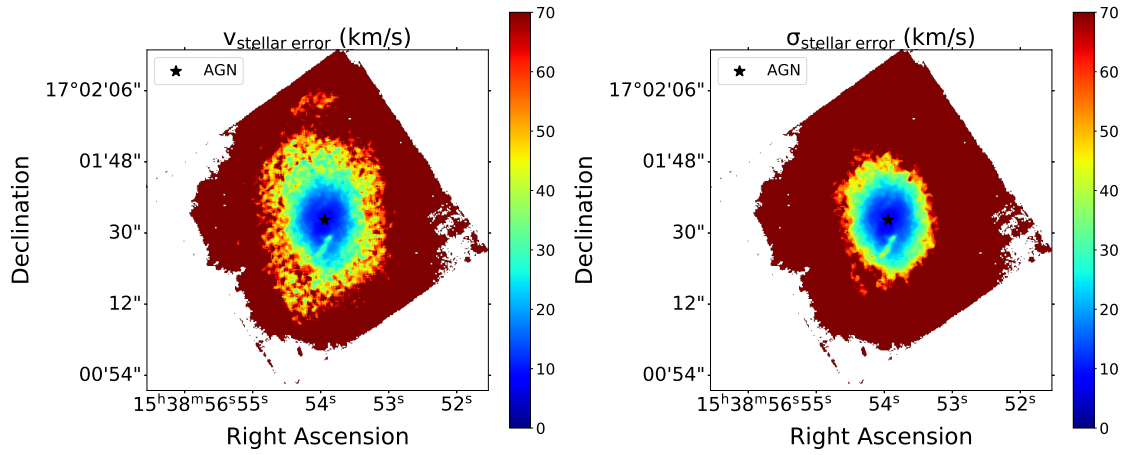 v_stellar error (km/s)
★ AGN
17°02'06"
01'48"
30"
12"
00'54"
15ʰ38ᵐ56ˢ55ˢ 54ˢ 53ˢ 52ˢ
Declination
Right Ascension
70
60
50
40
30
20
10
0
σ_stellar error (km/s)
★ AGN
17°02'06"
01'48"
30"
12"
00'54"
15ʰ38ᵐ56ˢ55ˢ 54ˢ 53ˢ 52ˢ
Declination
Right Ascension
70
60
50
40
30
20
10
0